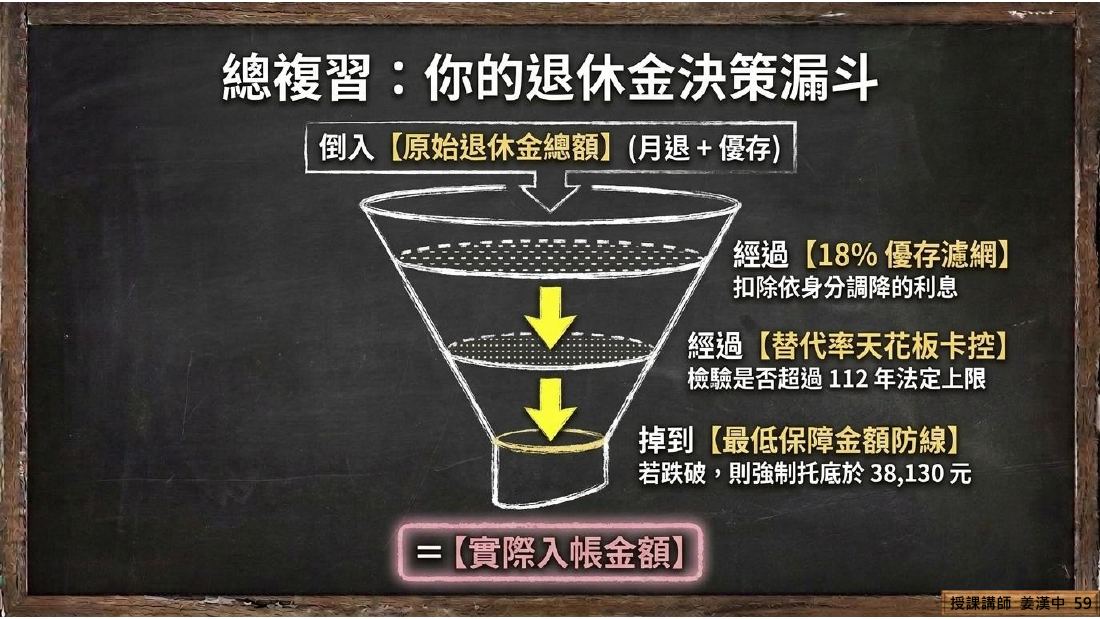 總複習：你的退休金決策漏斗
倒入【原始退休金總額】(月退 + 優存)
經過【18% 優存濾網】
扣除依身分調降的利息
經過【替代率天花板卡控】
檢驗是否超過 112 年法定上限
掉到【最低保障金額防線】
若跌破，則強制托底於 38,130 元
＝【實際入帳金額】
授課講師 姜漢中 59